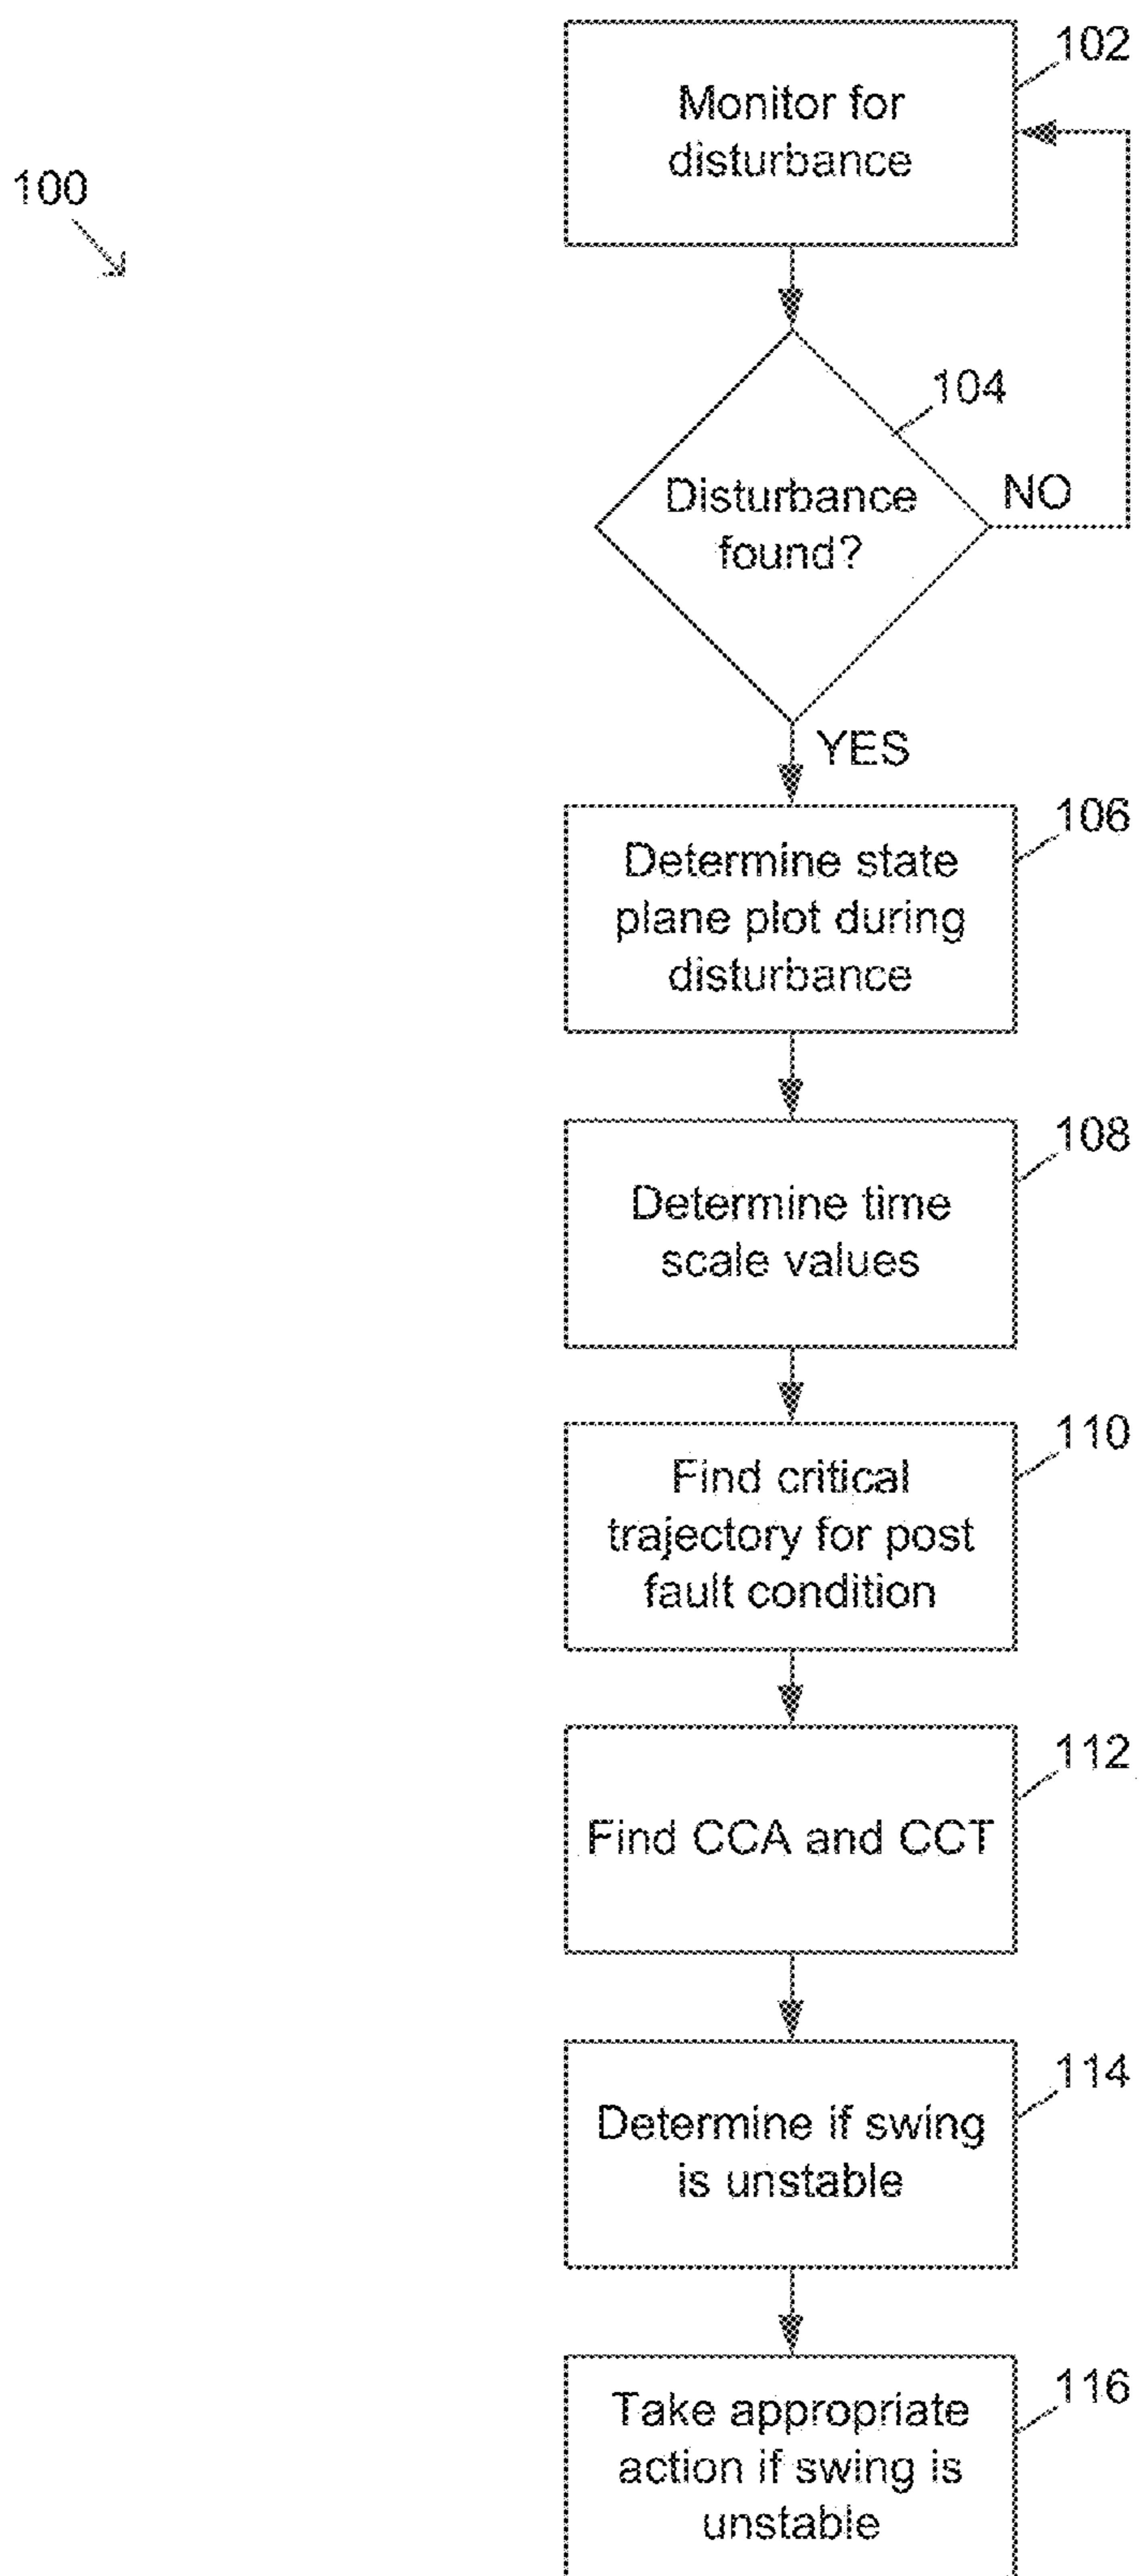 102
Monitor for
disturbance
100
104
Disturbance
found?
NO
YES
106
Determine state
plane plot during
disturbance
108
Determine time
scale values
110
Find critical
trajectory for post
fault condition
112
Find CCA and CCT
114
Determine if swing
is unstable
116
Take appropriate
action if swing is
unstable